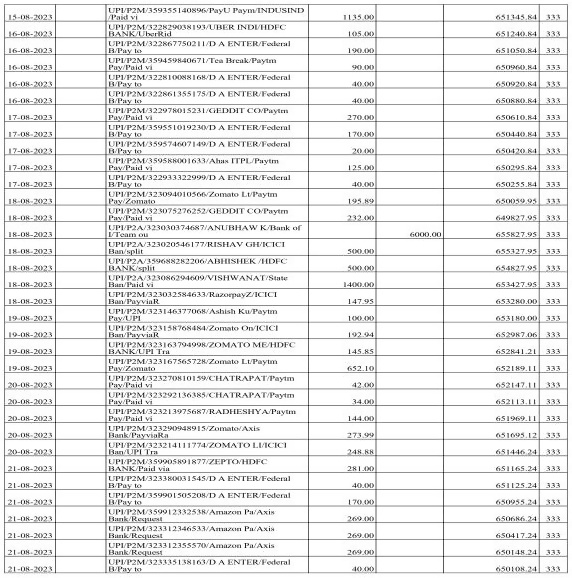 UPI/P2M/359355140896/PayU Paym/INDUSIND
15-08-2023 /Paid vi 1135.00 651345.84 333
UPI/P2M/322829038193/UBER INDI/HDFC
16-08-2023 BANK/UberRid 105.00 651240.84 333
UPI/P2M/322867750211/D A ENTER/Federal
16-08-2023 B/Pay to 190.00 651050.84 333
UPI/P2M/359459840671/Tea Break/Paytm
16-08-2023 Pay/Paid vi 90.00 650960.84 333
UPI/P2M/322810088168/D A ENTER/Federal
16-08-2023 B/Pay to 40.00 650920.84 333
UPI/P2M/322861355175/D A ENTER/Federal
16-08-2023 B/Pay to 40.00 650880.84 333
UPI/P2M/322978015231/GEDDIT CO/Paytm
17-08-2023 Pay/Paid vi 270.00 650610.84 333
UPI/P2M/359551019230/D A ENTER/Federal
17-08-2023 B/Pay to 170.00 650440.84 333
UPI/P2M/359574607149/D A ENTER/Federal
17-08-2023 B/Pay to 20.00 650420.84 333
UPI/P2M/359588001633/Ahas ITPL/Paytm
17-08-2023 Pay/Paid vi 125.00 650295.84 333
UPI/P2M/322933322999/D A ENTER/Federal
17-08-2023 B/Pay to 40.00 650255.84 333
UPI/P2M/323094010566/Zomato Lt/Paytm
18-08-2023 Pay/Zomato 195.89 650059.95 333
UPI/P2M/323075276252/GEDDIT CO/Paytm
18-08-2023 Pay/Paid vi 232.00 649827.95 333
UPI/P2A/323030374687/ANUBHAW K/Bank of
18-08-2023 I/Team ou 6000.00 655827.95 333
UPI/P2A/323020546177/RISHAV GH/ICICI
18-08-2023 Ban/split 500.00 655327.95 333
UPI/P2A/359688282206/ABHISHEK /HDFC
18-08-2023 BANK/split 500.00 654827.95 333
UPI/P2A/323086294609/VISHWANAT/State
18-08-2023 Ban/Paid vi 1400.00 653427.95 333
UPI/P2M/323032584633/RazorpayZ/ICICI
18-08-2023 Ban/PayviaR 147.95 653280.00 333
UPI/P2M/323146377068/Ashish Ku/Paytm
19-08-2023 Pay/UPI 100.00 653180.00 333
UPI/P2M/323158768484/Zomato On/ICICI
19-08-2023 Ban/PayviaR 192.94 652987.06 333
UPI/P2M/323163794998/ZOMATO ME/HDFC
19-08-2023 BANK/UPI Tra 145.85 652841.21 333
UPI/P2M/323167565728/Zomato Lt/Paytm
19-08-2023 Pay/Zomato 652.10 652189.11 333
UPI/P2M/323270810159/CHATRAPAT/Paytm
20-08-2023 Pay/Paid vi 42.00 652147.11 333
UPI/P2M/323292136385/CHATRAPAT/Paytm
20-08-2023 Pay/Paid vi 34.00 652113.11 333
UPI/P2M/323213975687/RADHESHYA/Paytm
20-08-2023 Pay/Paid vi 144.00 651969.11 333
UPI/P2M/323290948915/Zomato/Axis
20-08-2023 Bank/PayviaRa 273.99 651695.12 333
UPI/P2M/323214111774/ZOMATO LI/ICICI
20-08-2023 Ban/UPI Tra 248.88 651446.24 333
UPI/P2M/359905891877/ZEPTO/HDFC
21-08-2023 BANK/Paid via 281.00 651165.24 333
UPI/P2M/323380031545/D A ENTER/Federal
21-08-2023 B/Pay to 40.00 651125.24 333
UPI/P2M/359901505208/D A ENTER/Federal
21-08-2023 B/Pay to 170.00 650955.24 333
UPI/P2M/359912332538/Amazon Pa/Axis
21-08-2023 Bank/Request 269.00 650686.24 333
UPI/P2M/323312346533/Amazon Pa/Axis
21-08-2023 Bank/Request 269.00 650417.24 333
UPI/P2M/323312355570/Amazon Pa/Axis
21-08-2023 Bank/Request 269.00 650148.24 333
UPI/P2M/323335138163/D A ENTER/Federal
21-08-2023 B/Pay to 40.00 650108.24 333